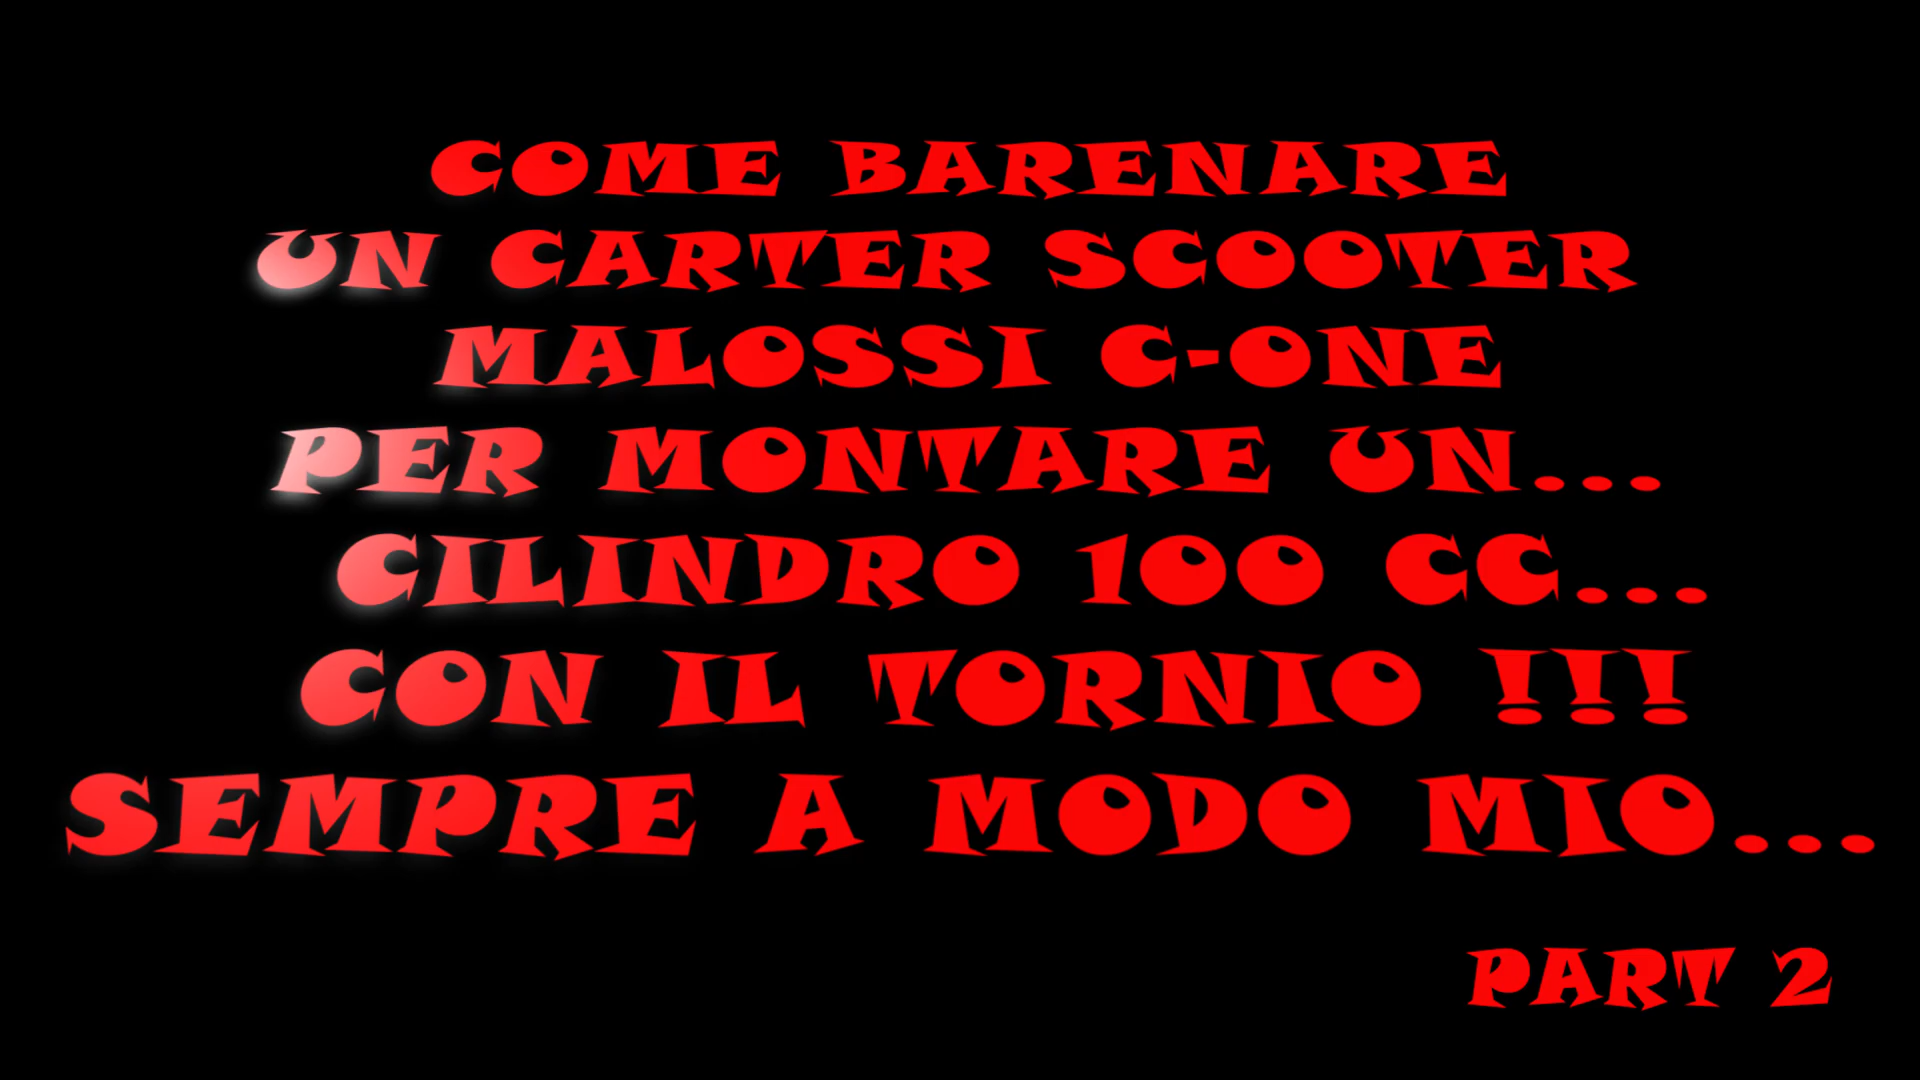 COME BARENARE
UN CARTER SCOOTER
MALOSSI C-ONE
PER MONTARE UN...
CILINDRO 100 CC...
CON IL TORNIO !!!
SEMPRE A MODO MIO...
PART 2